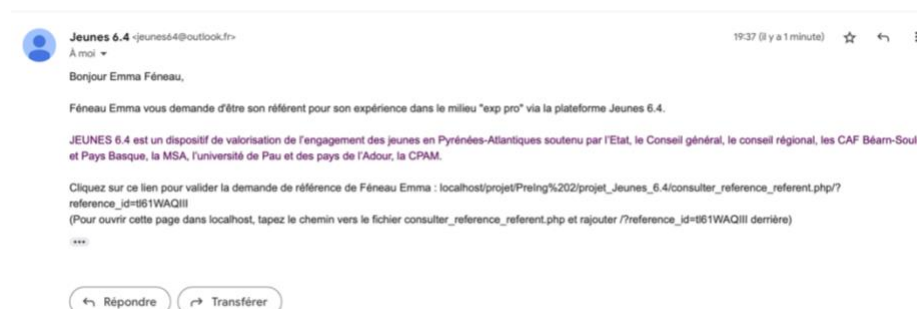 Jeunes 6.4 <jeunes64@outlook.fr> 19:37 (il y a 1 minute)
À moi
Bonjour Emma Féneau,
Féneau Emma vous demande d'être son référent pour son expérience dans le milieu "exp pro" via la plateforme Jeunes 6.4.
JEUNES 6.4 est un dispositif de valorisation de l'engagement des jeunes en Pyrénées-Atlantiques soutenu par l'Etat, le Conseil général, le conseil régional, les CAF Béarn-Soul
et Pays Basque, la MSA, l'université de Pau et des pays de l'Adour, la CPAM.
Cliquez sur ce lien pour valider la demande de référence de Féneau Emma : localhost/projet/PreIng%202/projet_Jeunes_6.4/consulter_reference_referent.php/?
reference_id=tl61WAQIII
(Pour ouvrir cette page dans localhost, tapez le chemin vers le fichier consulter_reference_referent.php et rajouter /?reference_id=tl61WAQIII derrière)
Répondre Transférer